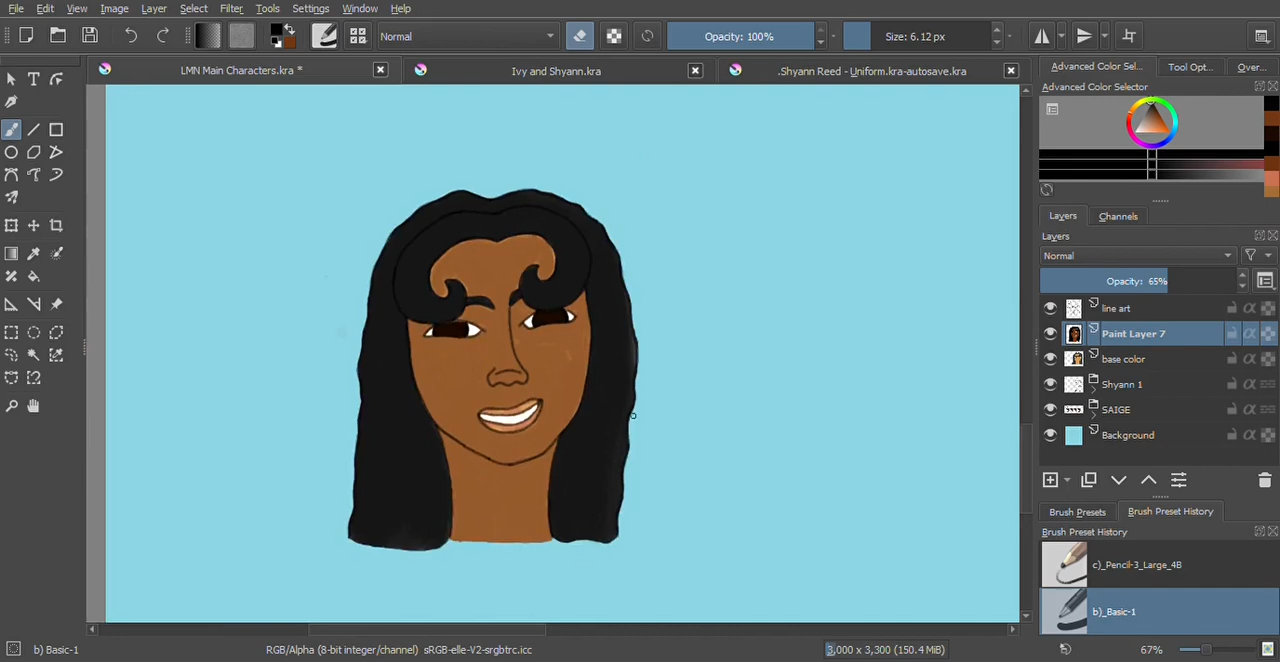 File Edit View Image Layer Select Filter Tools Settings Window Help
Normal Opacity: 100% Size: 6.12 px
LMN Main Characters.kra * Ivy and Shyann.kra .Shyann Reed - Uniform.kra-autosave.kra
Advanced Color Sel... Tool Opt... Over...
Advanced Color Selector
Layers Channels
Layers
Normal
Opacity: 65%
line art
Paint Layer 7
base color
Shyann 1
SAIGE
Background
Brush Presets Brush Preset History
Brush Preset History
c)_Pencil-3_Large_4B
b)_Basic-1
b) Basic-1 RGB/Alpha (8-bit integer/channel) sRGB-elle-V2-srgbtrc.icc 3,000 x 3,300 (150.4 MiB) 67%